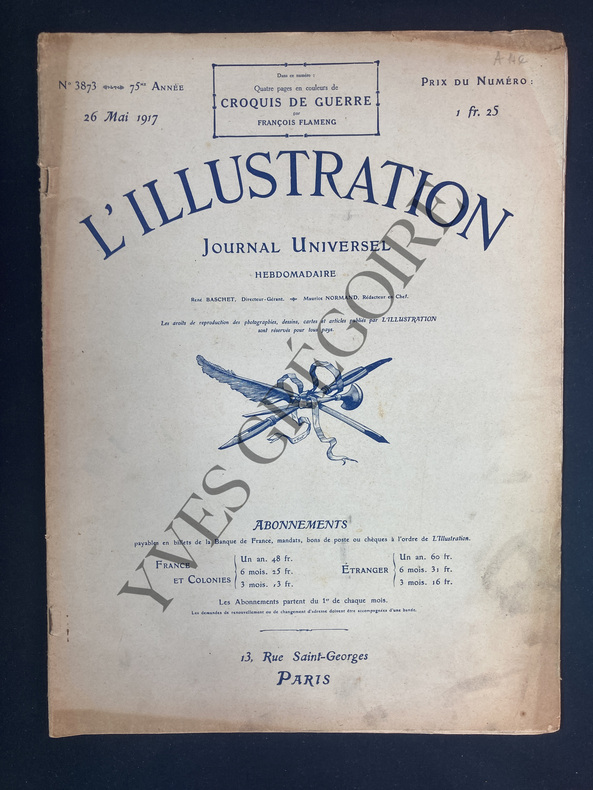 Dans ce numéro :
Quatre pages en couleurs de
CROQUIS DE GUERRE
par
FRANÇOIS FLAMENG
N° 3873 75me ANNÉE
26 Mai 1917
PRIX DU NUMÉRO :
1 fr. 25
L'ILLUSTRATION
JOURNAL UNIVERSEL
HEBDOMADAIRE
René BASCHET, Directeur-Gérant. Maurice NORMAND, Rédacteur en Chef.
Les droits de reproduction des photographies, dessins, cartes et articles publiés par L'ILLUSTRATION
sont réservés pour tous pays.
ABONNEMENTS
payables en billets de la Banque de France, mandats, bons de poste ou chèques à l'ordre de L'Illustration.
FRANCE
ET COLONIES
Un an. 48 fr.
6 mois. 25 fr.
3 mois. 13 fr.
ÉTRANGER
Un an. 60 fr.
6 mois. 31 fr.
3 mois. 16 fr.
Les Abonnements partent du 1er de chaque mois.
Les demandes de renouvellement ou de changement d'adresse doivent être accompagnées d'une bande.
13, Rue Saint-Georges
PARIS
YVES GRÉGOIRE